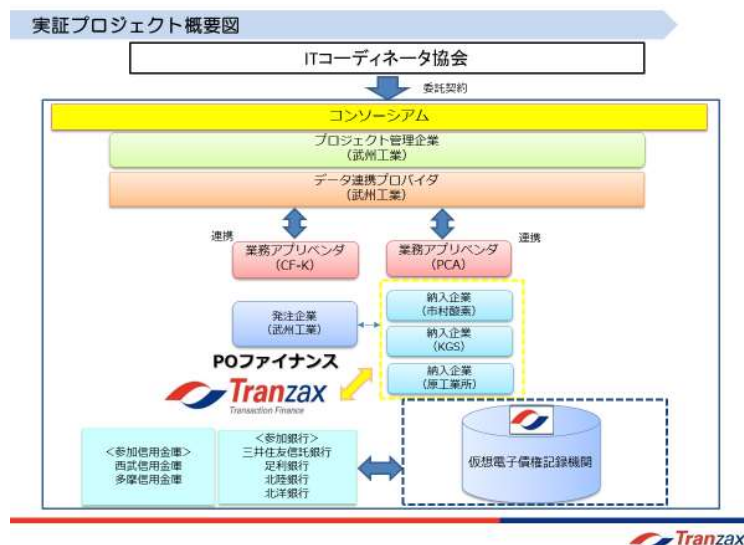 実証プロジェクト概要図
ITコーディネータ協会
委託契約
コンソーシアム
プロジェクト管理企業
(武州工業)
データ連携プロバイダ
(武州工業)
連携
業務アプリベンダ
(CF-K)
業務アプリベンダ
(PCA)
連携
発注企業
(武州工業)
納入企業
(市村酸素)
納入企業
(KGS)
納入企業
(原工業所)
POファイナンス
Tranzax
Transaction Finance
<参加信用金庫>
西武信用金庫
多摩信用金庫
<参加銀行>
三井住友信託銀行
足利銀行
北陸銀行
北洋銀行
仮想電子債権記録機関
Tranzax